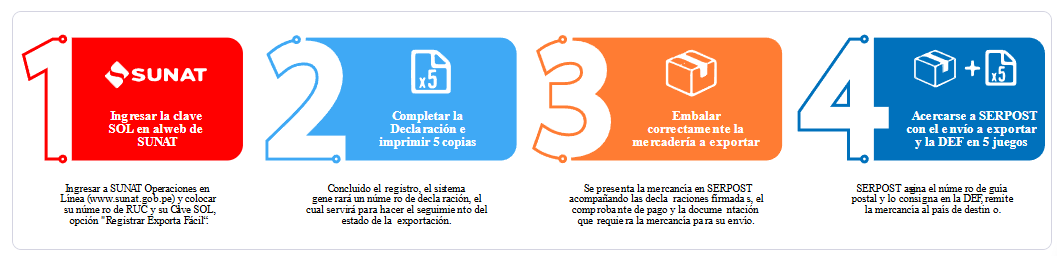 1
SUNAT
Ingresar la clave
SOL en alweb de
SUNAT
Ingresar a SUNAT Operaciones en
Línea (www.sunat.gob.pe) y colocar
su número de RUC y su Clave SOL,
opción "Registrar Exporta Fácil".
2
x5
Completar la
Declaración e
imprimir 5 copias
Concluido el registro, el sistema
generará un número de declaración, el
cual servirá para hacer el seguimiento del
estado de la exportación.
3
Embalar
correctamente la
mercadería a exportar
Se presenta la mercancía en SERPOST
acompañando las declaraciones firmadas, el
comprobante de pago y la documentación
que requiera la mercancía para su envío.
4
+ x5
Acercarse a SERPOST
con el envío a exportar
y la DEF en 5 juegos
SERPOST asigna el número de guía
postal y lo consigna en la DEF, remite
la mercancía al país de destino.